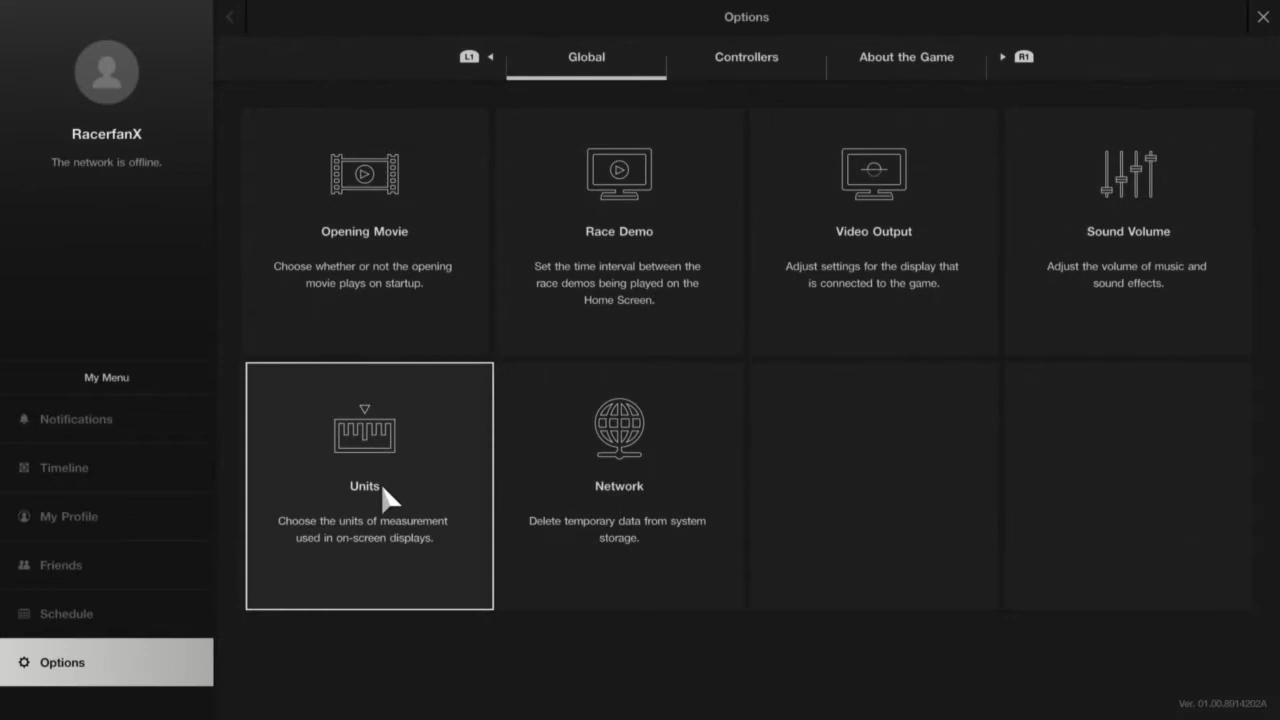 Options
L1
Global
Controllers
About the Game
R1
RacerfanX
The network is offline.
Opening Movie
Choose whether or not the opening
movie plays on startup.
Race Demo
Set the time interval between the
race demos being played on the
Home Screen.
Video Output
Adjust settings for the display that
is connected to the game.
Sound Volume
Adjust the volume of music and
sound effects.
Units
Choose the units of measurement
used in on-screen displays.
Network
Delete temporary data from system
storage.
My Menu
Notifications
Timeline
My Profile
Friends
Schedule
Options
Ver. 01.00.8914202A